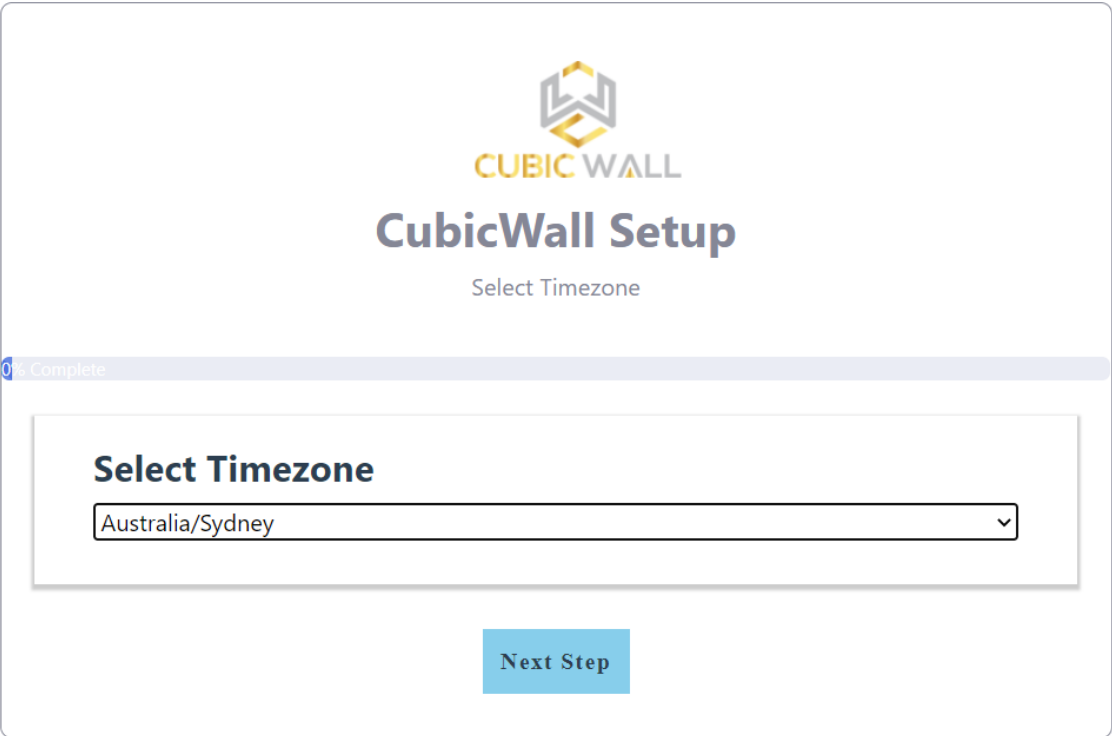 CUBIC WALL
CubicWall Setup
Select Timezone
0% Complete
Select Timezone
Australia/Sydney
Next Step